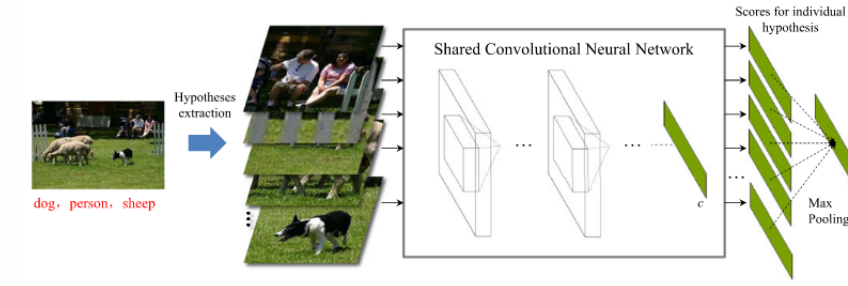 Scores for individual
hypothesis
Shared Convolutional Neural Network
Hypotheses
extraction
dog, person, sheep
c
Max
Pooling